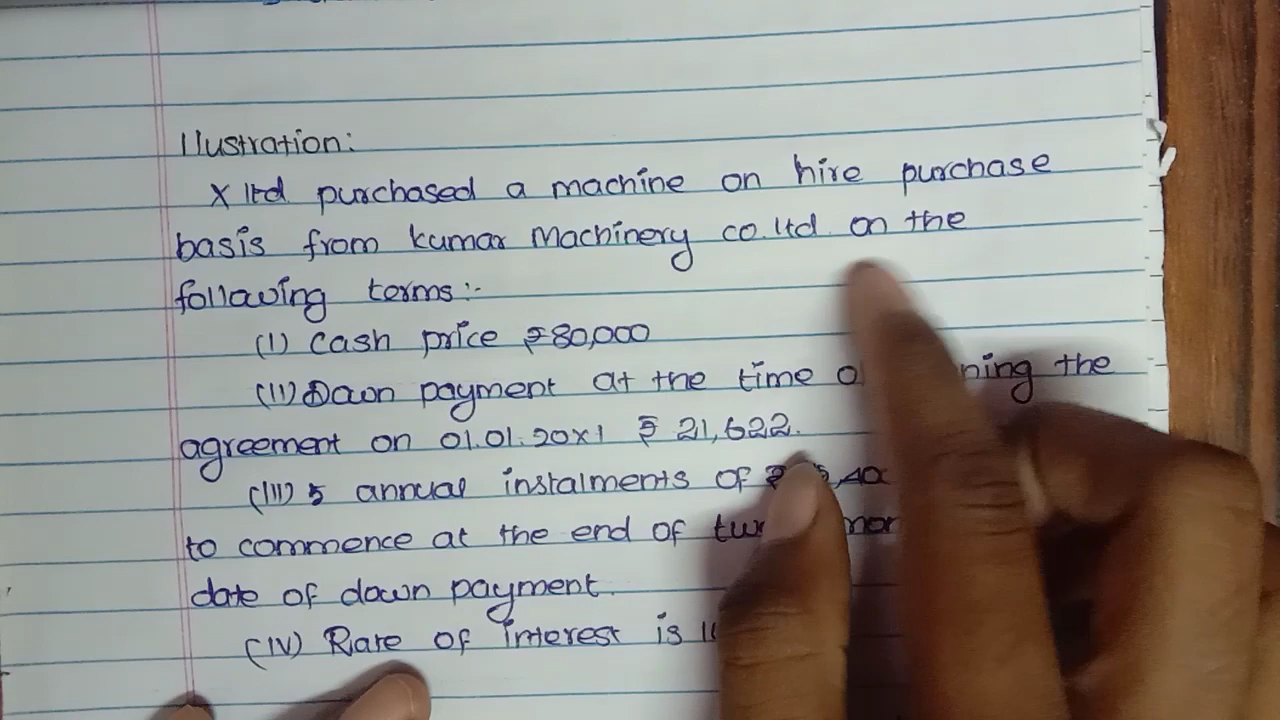 Illustration:
X ltd purchased a machine on hire purchase
basis from kumar Machinery co.ltd. on the
following terms:-
(I) Cash price ₹80,000
(II) Down payment at the time the
agreement on 01.01.20x1 ₹ 21,622.
(III) 5 annual instalments of
to commence at the end of
date of down payment.
(IV) Rate of interest is